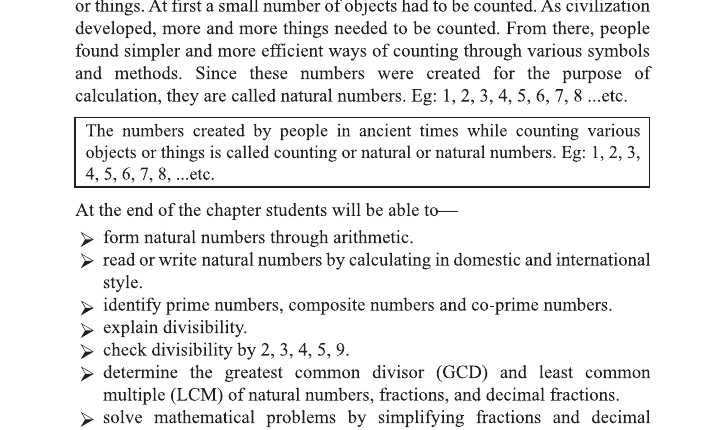 or things. At first a small number of objects had to be counted. As civilization
developed, more and more things needed to be counted. From there, people
found simpler and more efficient ways of counting through various symbols
and methods. Since these numbers were created for the purpose of
calculation, they are called natural numbers. Eg: 1, 2, 3, 4, 5, 6, 7, 8 ...etc.
The numbers created by people in ancient times while counting various
objects or things is called counting or natural or natural numbers. Eg: 1, 2, 3,
4, 5, 6, 7, 8, ...etc.
At the end of the chapter students will be able to—
➢ form natural numbers through arithmetic.
➢ read or write natural numbers by calculating in domestic and international
style.
➢ identify prime numbers, composite numbers and co-prime numbers.
➢ explain divisibility.
➢ check divisibility by 2, 3, 4, 5, 9.
➢ determine the greatest common divisor (GCD) and least common
multiple (LCM) of natural numbers, fractions, and decimal fractions.
➢ solve mathematical problems by simplifying fractions and decimal